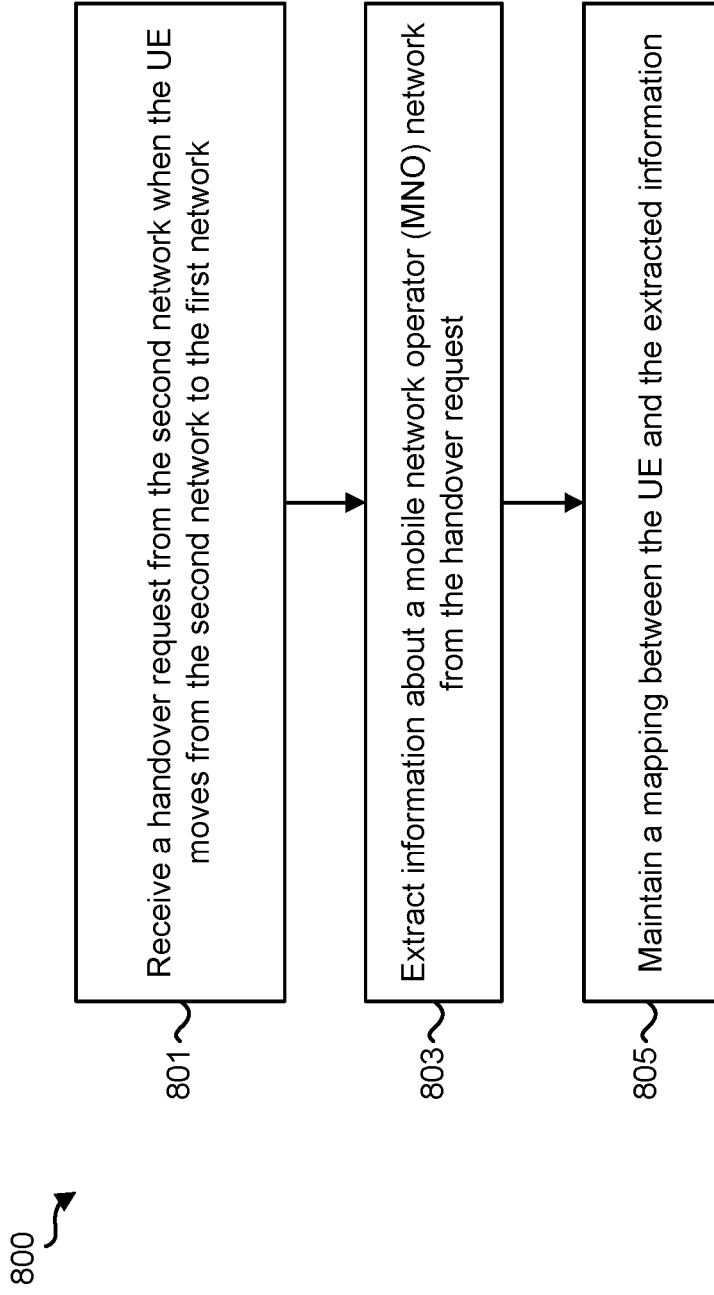 800
801
Receive a handover request from the second network when the UE
moves from the second network to the first network
803
Extract information about a mobile network operator (MNO) network
from the handover request
805
Maintain a mapping between the UE and the extracted information